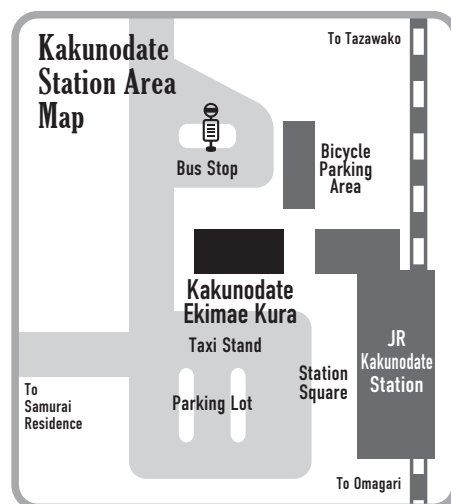 Kakunodate
Station Area
Map
To Tazawako
Bus Stop
Bicycle
Parking
Area
Kakunodate
Ekimae Kura
Taxi Stand
JR
Kakunodate
Station
Station
Square
To
Samurai
Residence
Parking Lot
To Omagari